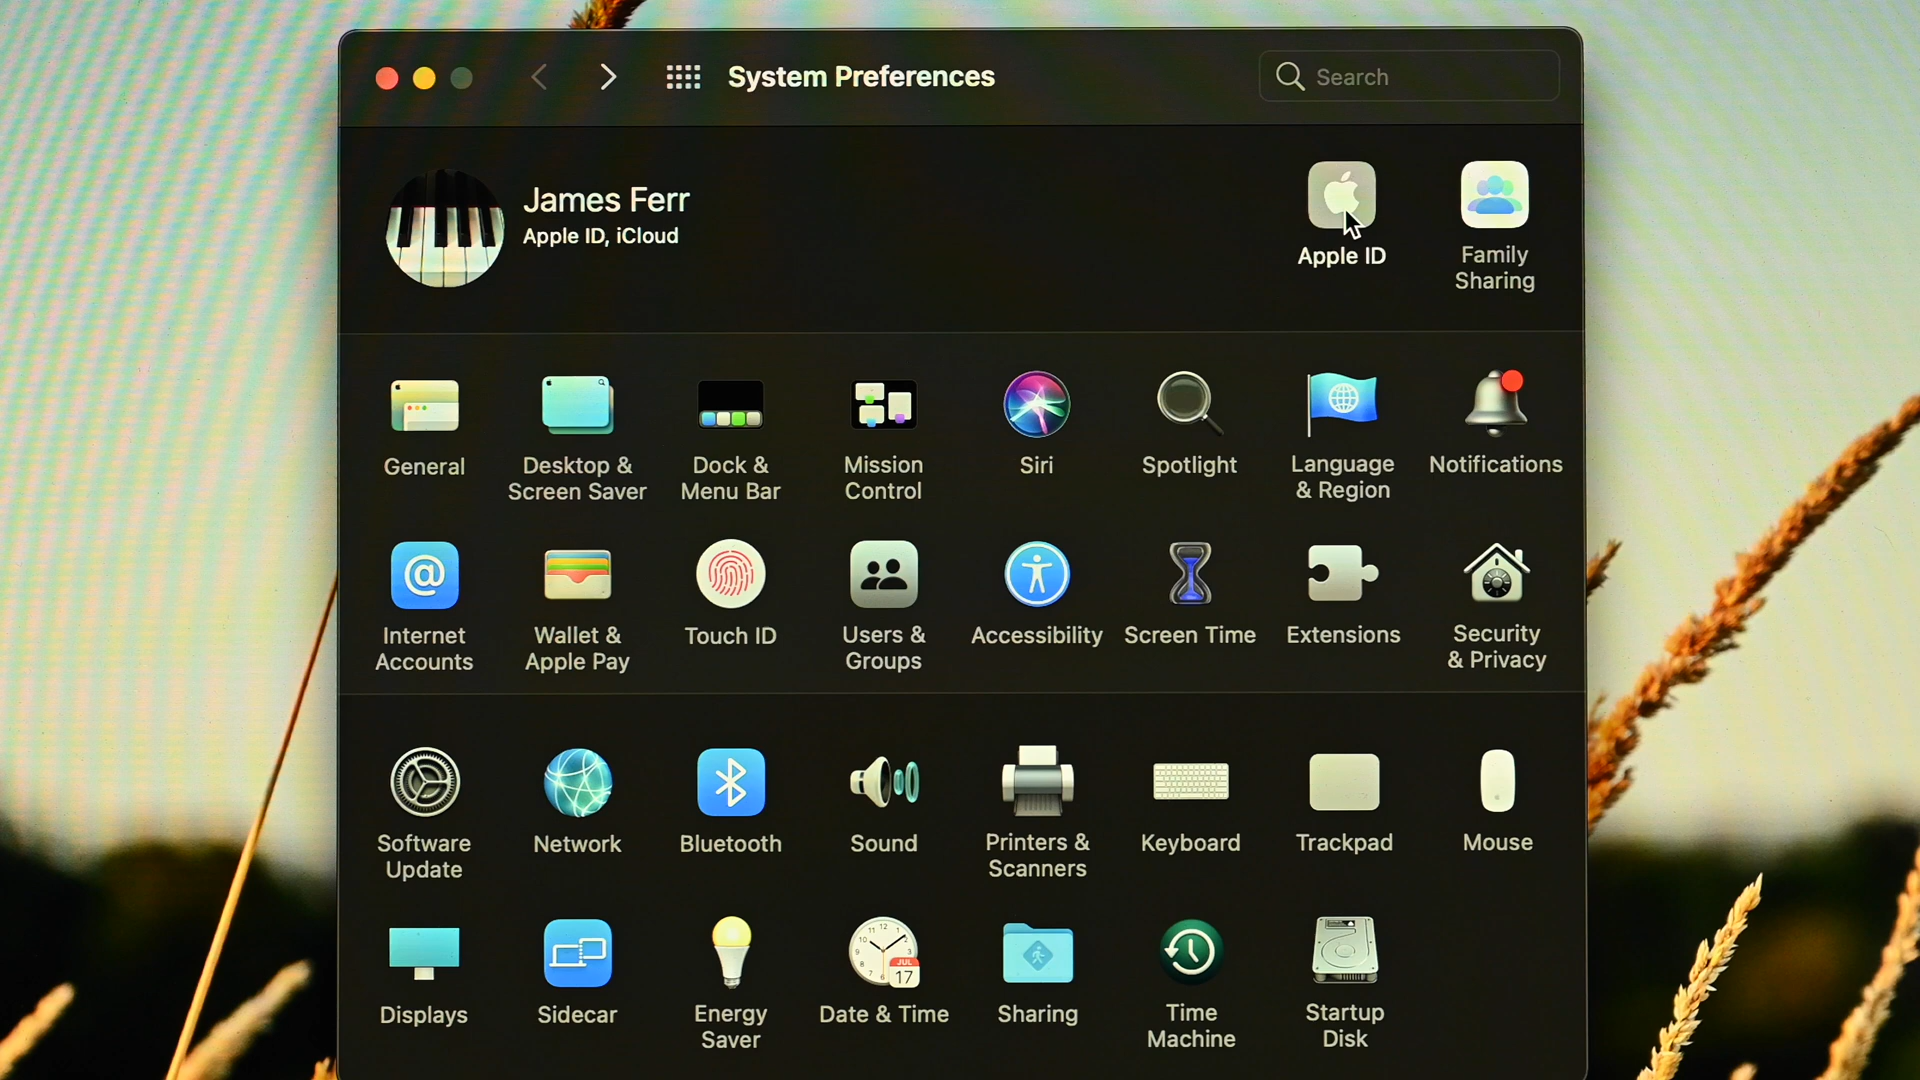 System Preferences
Search
James Ferr
Apple ID, iCloud
Apple ID
Family
Sharing
General
Desktop &
Screen Saver
Dock &
Menu Bar
Mission
Control
Siri
Spotlight
Language
& Region
Notifications
@
Internet
Accounts
Wallet &
Apple Pay
Touch ID
Users &
Groups
Accessibility
Screen Time
Extensions
Security
& Privacy
Software
Update
Network
Bluetooth
Sound
Printers &
Scanners
Keyboard
Trackpad
Mouse
Displays
Sidecar
Energy
Saver
JUL
17
Date & Time
Sharing
Time
Machine
Startup
Disk